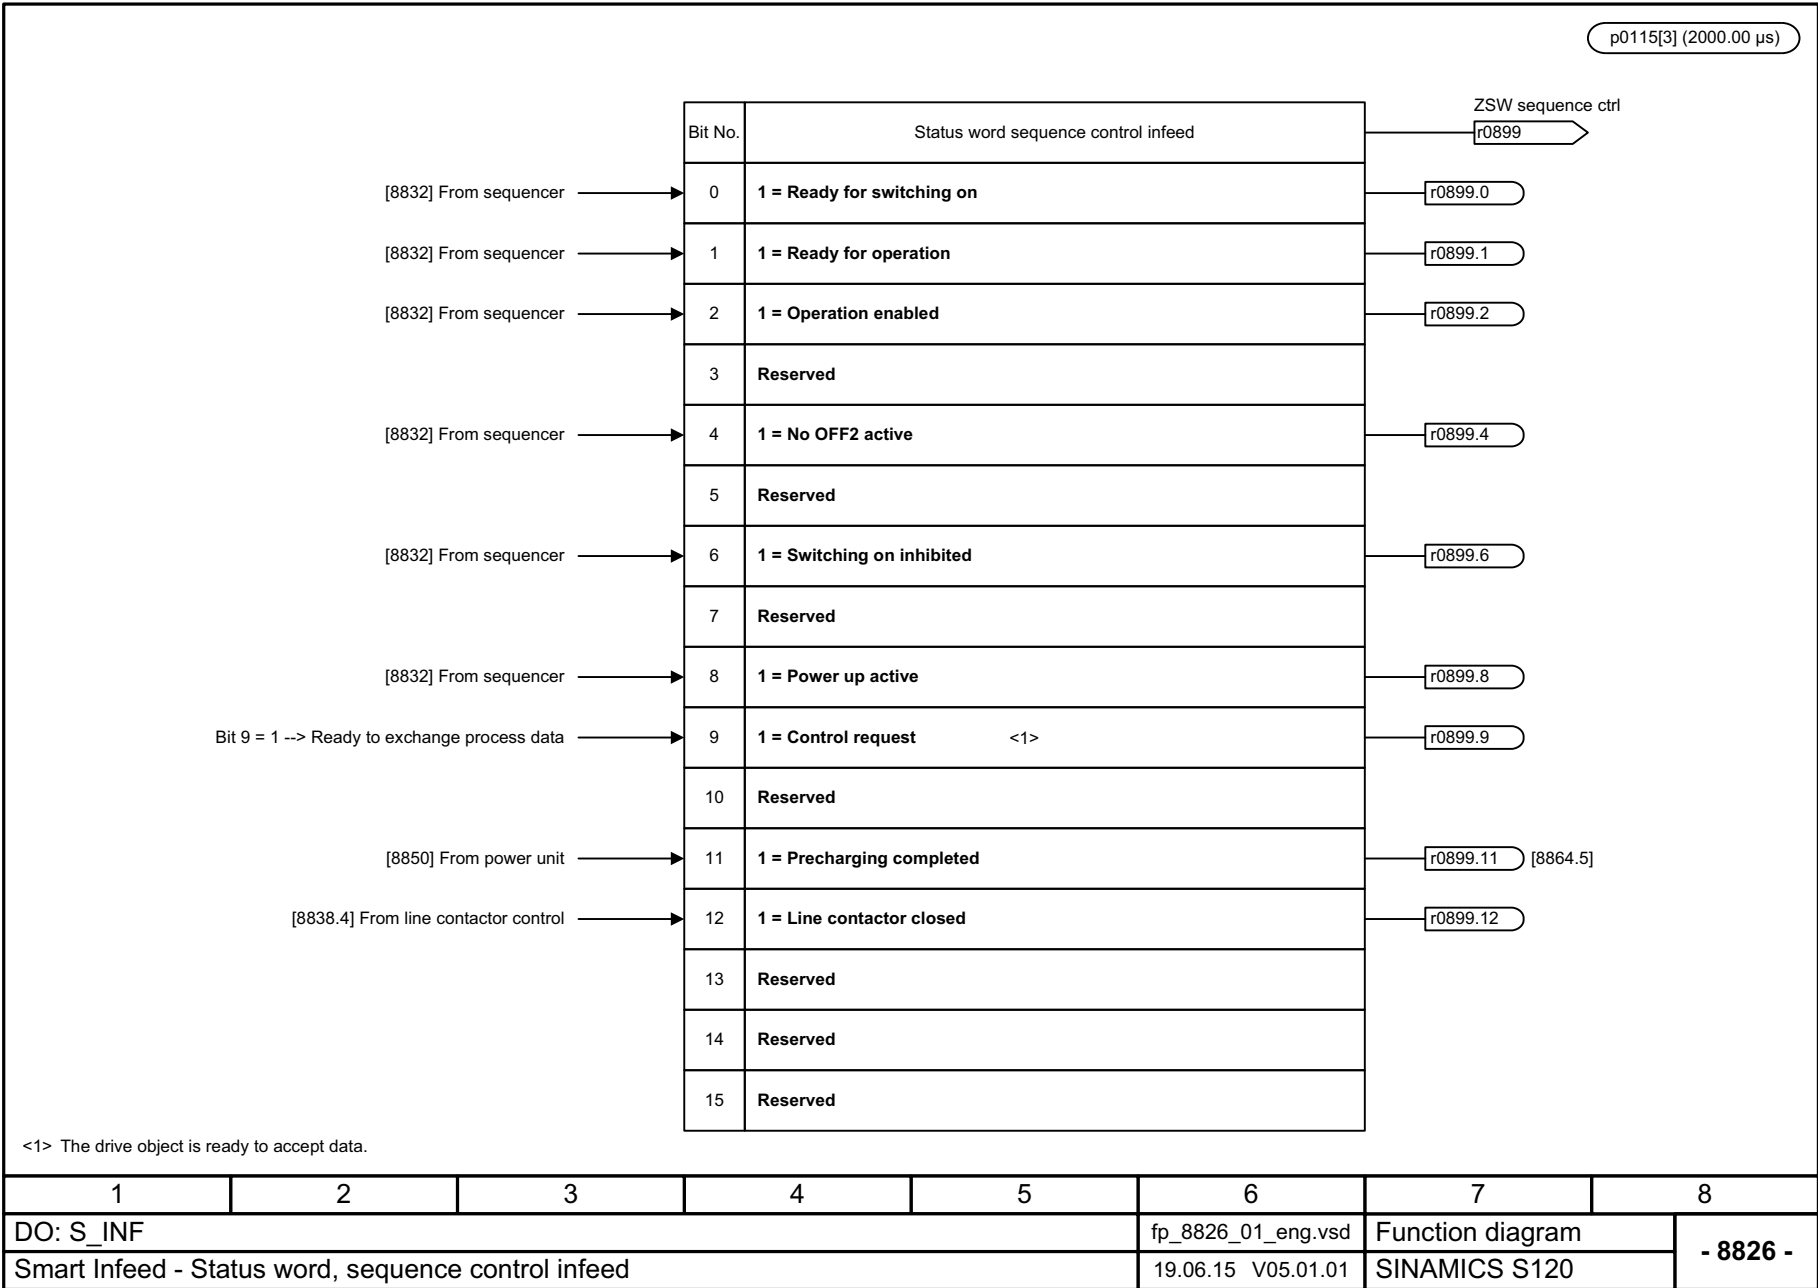 p0115[3] (2000.00 µs)
ZSW sequence ctrl
Bit No. Status word sequence control infeed r0899
[8832] From sequencer 0 1 = Ready for switching on r0899.0
[8832] From sequencer 1 1 = Ready for operation r0899.1
[8832] From sequencer 2 1 = Operation enabled r0899.2
3 Reserved
[8832] From sequencer 4 1 = No OFF2 active r0899.4
5 Reserved
[8832] From sequencer 6 1 = Switching on inhibited r0899.6
7 Reserved
[8832] From sequencer 8 1 = Power up active r0899.8
Bit 9 = 1 --> Ready to exchange process data 9 1 = Control request <1> r0899.9
10 Reserved
[8850] From power unit 11 1 = Precharging completed r0899.11 [8864.5]
[8838.4] From line contactor control 12 1 = Line contactor closed r0899.12
13 Reserved
14 Reserved
15 Reserved
<1> The drive object is ready to accept data.
1 2 3 4 5 6 7 8
DO: S_INF fp_8826_01_eng.vsd Function diagram
- 8826 -
Smart Infeed - Status word, sequence control infeed 19.06.15 V05.01.01 SINAMICS S120